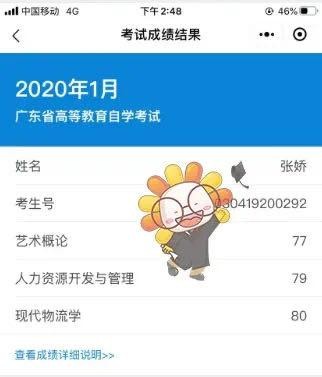 中国移动 4G 下午 2:48 46%
考试成绩结果
2020年1月
广东省高等教育自学考试
姓名 张娇
考生号 030419200292
艺术概论 77
人力资源开发与管理 79
现代物流学 80
查看成绩详细说明>>